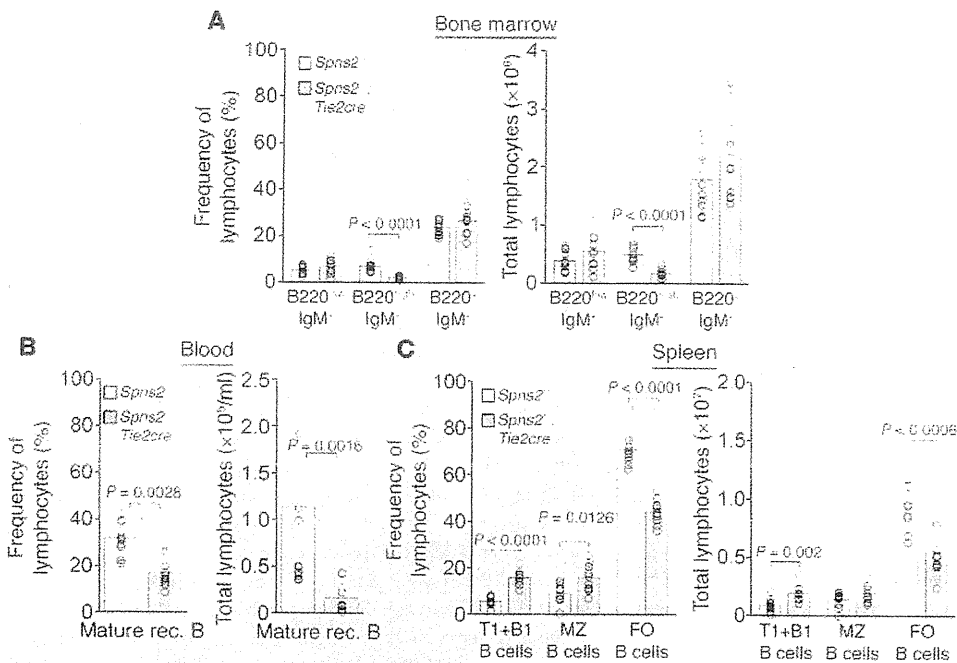 A
Bone marrow
Frequency of
lymphocytes (%)
100
80
60
40
20
0
Spns2
Spns2
Tie2cre
P < 0.0001
B220
IgM
B220
IgM
B220
IgM
Total lymphocytes
4
3
2
1
0
P < 0.0001
B220
IgM
B220
IgM
B220
IgM
B
Blood
Frequency of
lymphocytes (%)
100
80
60
40
20
0
Spns2
Spns2
Tie2cre
P = 0.0028
Mature rec. B
Total lymphocytes
2.5
2.0
1.0
0.5
0.0
P = 0.0016
Mature rec. B
C
Spleen
Frequency of
lymphocytes (%)
100
80
60
40
20
0
Spns2
Spns2
Tie2cre
P < 0.0001
P = 0.0126
P < 0.0001
T1+B1
B cells
MZ
B cells
FO
B cells
Total lymphocytes
2.0
1.5
1.0
0.5
0
P = 0.002
P < 0.0006
T1+B1
B cells
MZ
B cells
FO
B cells